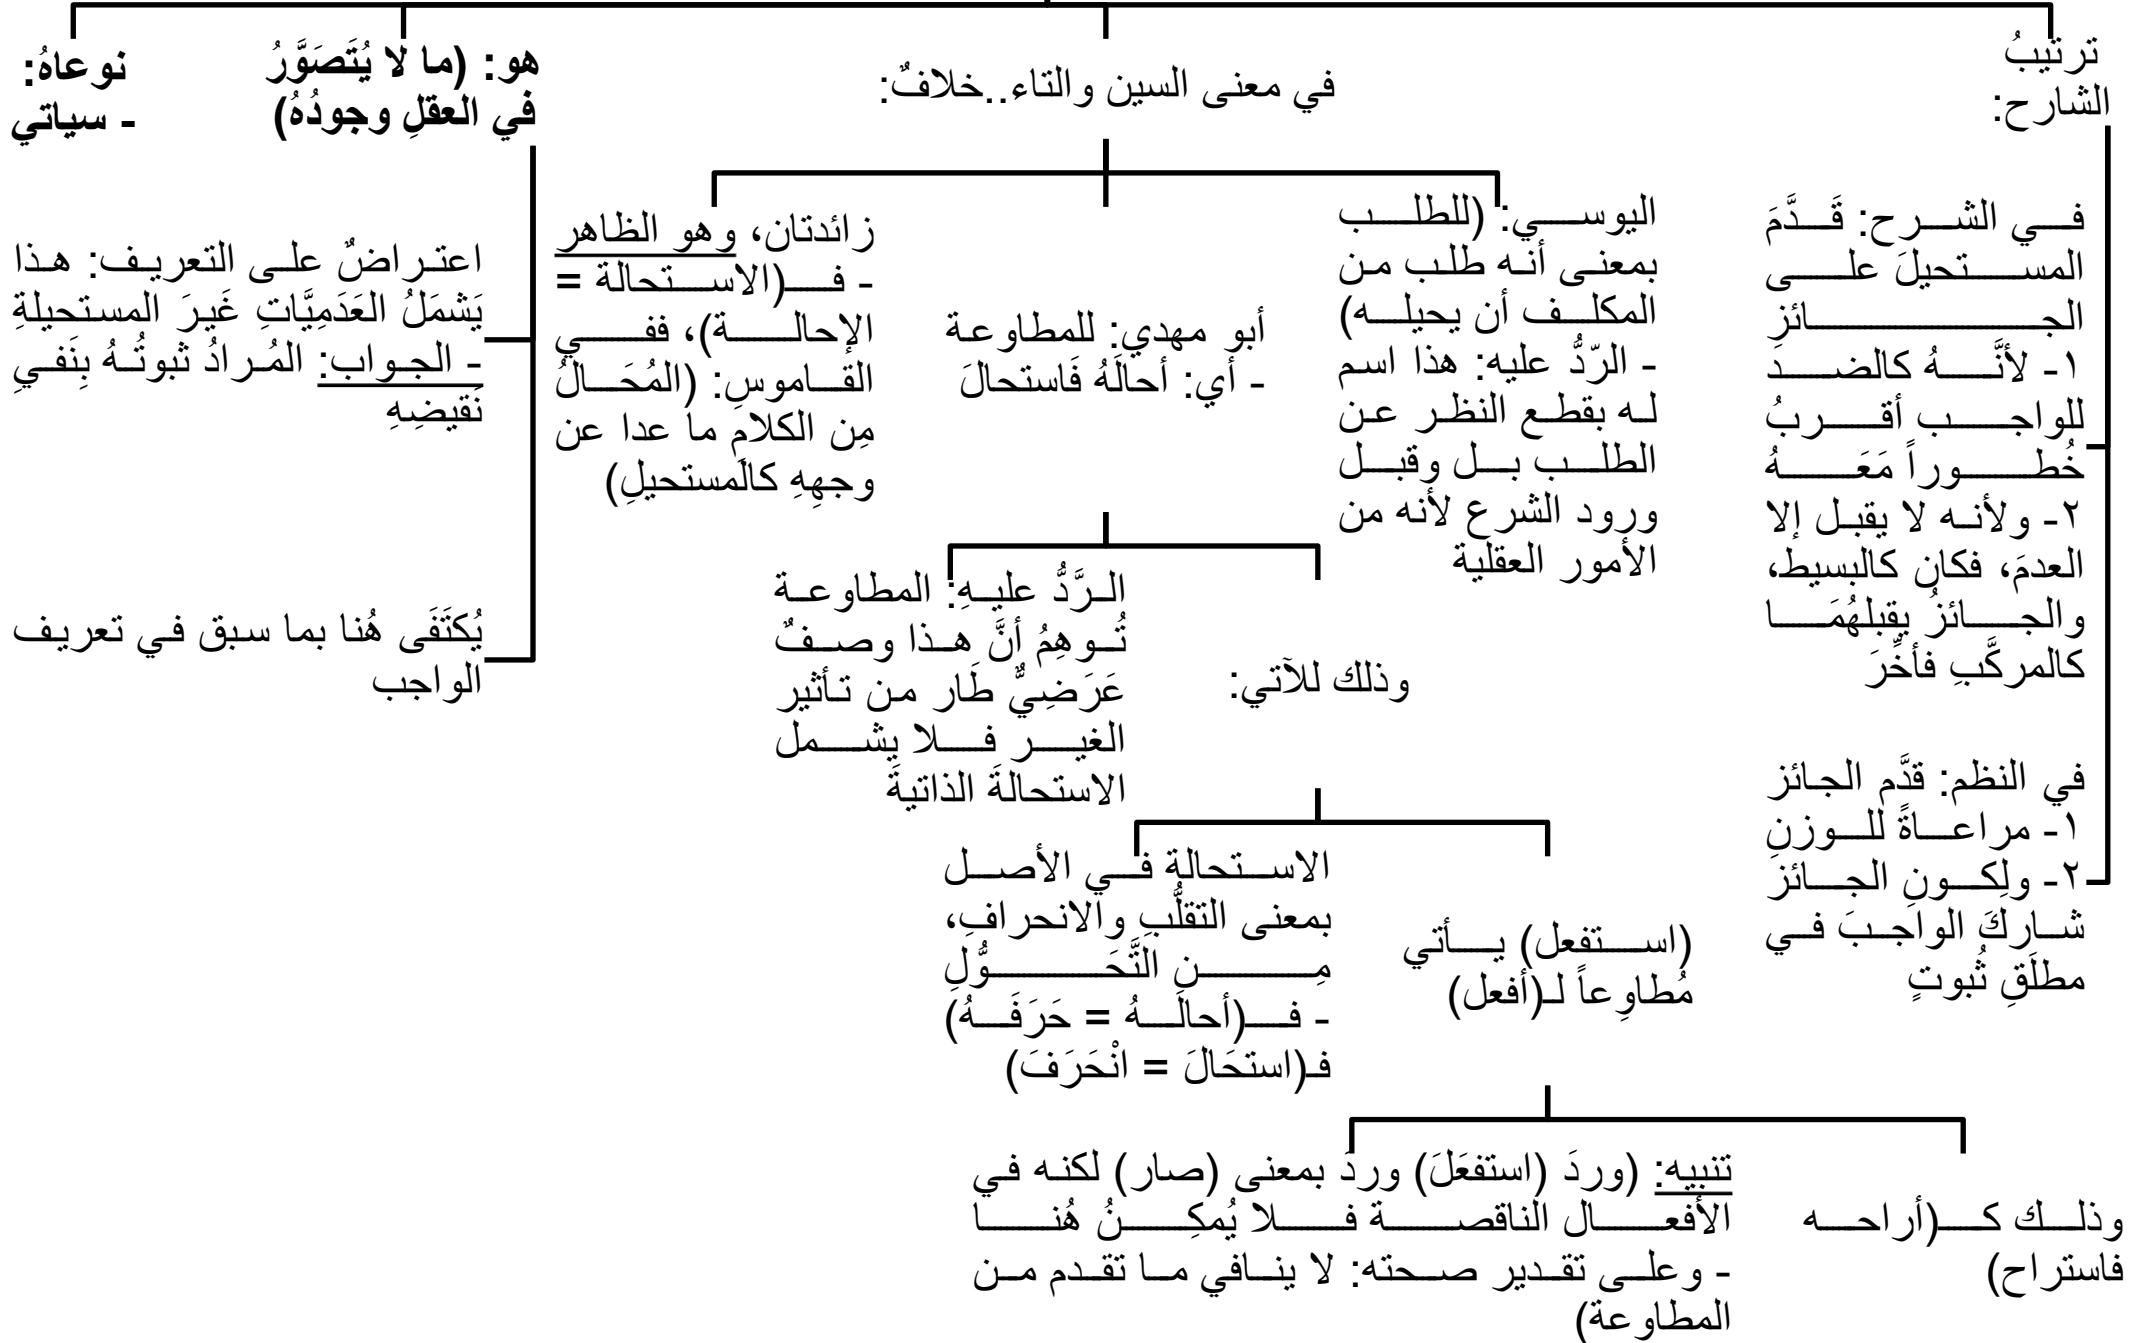 ترتيبُ
الشارح:
في الشرح: قَدَّمَ
المستحيلَ على
الجائزِ
١- لأنَّهُ كالضد
للواجب أقربُ
خُطوراً مَعَهُ
٢- ولأنه لا يقبل إلا
العدمَ، فكان كالبسيط،
والجائزُ يقبلهُمَا
كالمركَّبِ فأخِّرَ
في النظم: قدَّم الجائز
١- مراعاةً للوزنِ
٢- ولِكونِ الجائز
شاركَ الواجبَ في
مطلَقِ ثُبوتٍ
في معنى السين والتاء..خلافٌ:
اليوسي: (للطلب
بمعنى أنه طلب من
المكلف أن يحيله)
- الرّدُّ عليه: هذا اسم
له بقطع النظر عن
الطلب بل وقبل
ورود الشرع لأنه من
الأمور العقلية
أبو مهدي: للمطاوعة
- أي: أحالَهُ فَاستحالَ
وذلك للآتي:
(استفعل) يأتي
مُطاوِعاً لـ(أفعل)
وذلك كـ(أراحه
فاستراح)
تنبيه: (وردَ (استفعَلَ) وردَ بمعنى (صار) لكنه في
الأفعال الناقصة فلا يُمكِنُ هُنا
- وعلى تقدير صحته: لا ينافي ما تقدم من
المطاوعة)
الاستحالة في الأصل
بمعنى التقلُّبِ والانحرافِ،
مِنِ التَّحَوُّلِ
- فـ(أحالَهُ = حَرَفَهُ)
فـ(استحَالَ = انْحَرَفَ)
الرَّدُّ عليهِ: المطاوعة
تُوهِمُ أنَّ هذا وصفٌ
عَرَضِيٌّ طَار من تأثير
الغير فلا يشمل
الاستحالةَ الذاتيةَ
زائدتان، وهو الظاهر
- فـ(الاستحالة =
الإحالة)، ففي
القاموسِ: (المُحَالُ
مِن الكلامِ ما عدا عن
وجهِهِ كالمستحيلِ)
هو: (ما لا يُتَصَوَّرُ
في العقلِ وجودُهُ)
اعتراضٌ على التعريف: هذا
يَشمَلُ العَدَمِيَّاتِ غَيرَ المستحيلةِ
- الجواب: المُرادُ ثبوتُهُ بِنَفيِ
نَقيضِهِ
يُكتَفَى هُنا بما سبق في تعريف
الواجب
نوعاهُ:
- سياتي